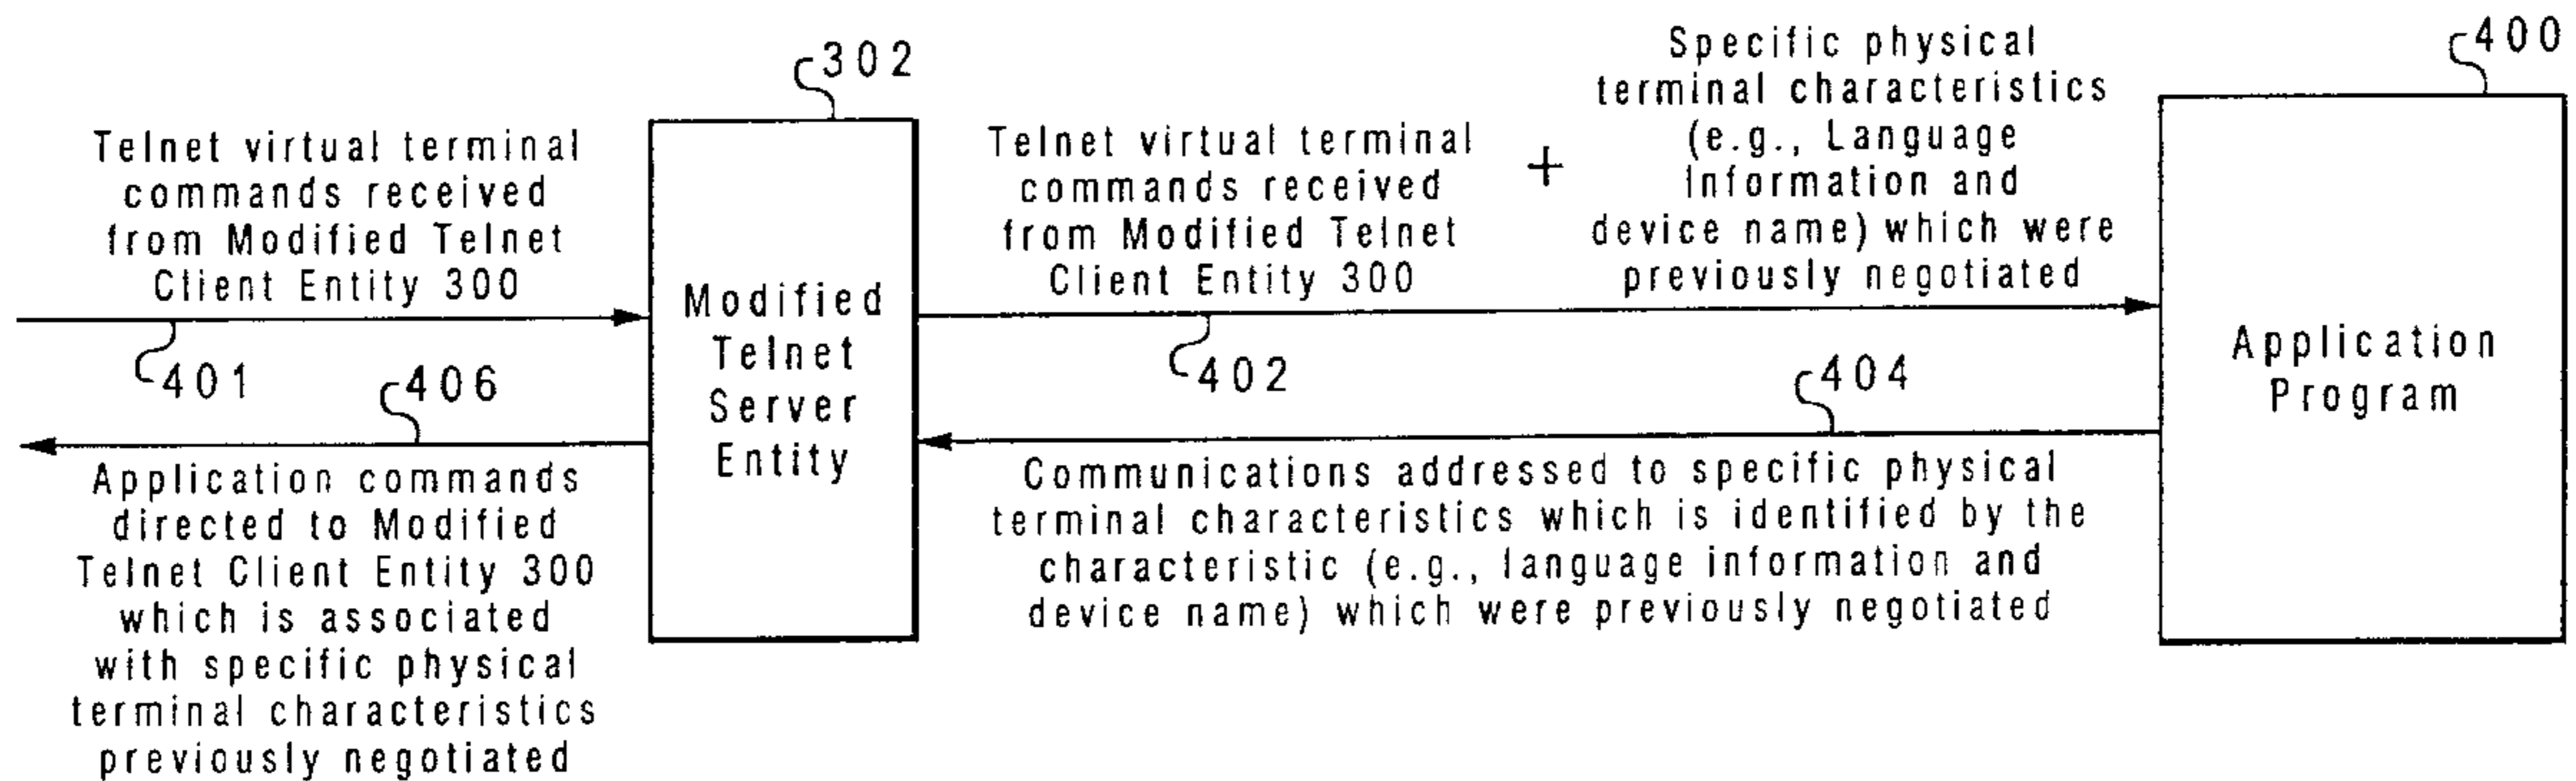 302
400
Telnet virtual terminal
commands received
from Modified Telnet
Client Entity 300
401
406
Application commands
directed to Modified
Telnet Client Entity 300
which is associated
with specific physical
terminal characteristics
previously negotiated
Modified
Telnet
Server
Entity
Telnet virtual terminal
commands received
from Modified Telnet
Client Entity 300
+
Specific physical
terminal characteristics
(e.g., Language
Information and
device name) which were
previously negotiated
402
404
Communications addressed to specific physical
terminal characteristics which is identified by the
characteristic (e.g., language information and
device name) which were previously negotiated
Application
Program